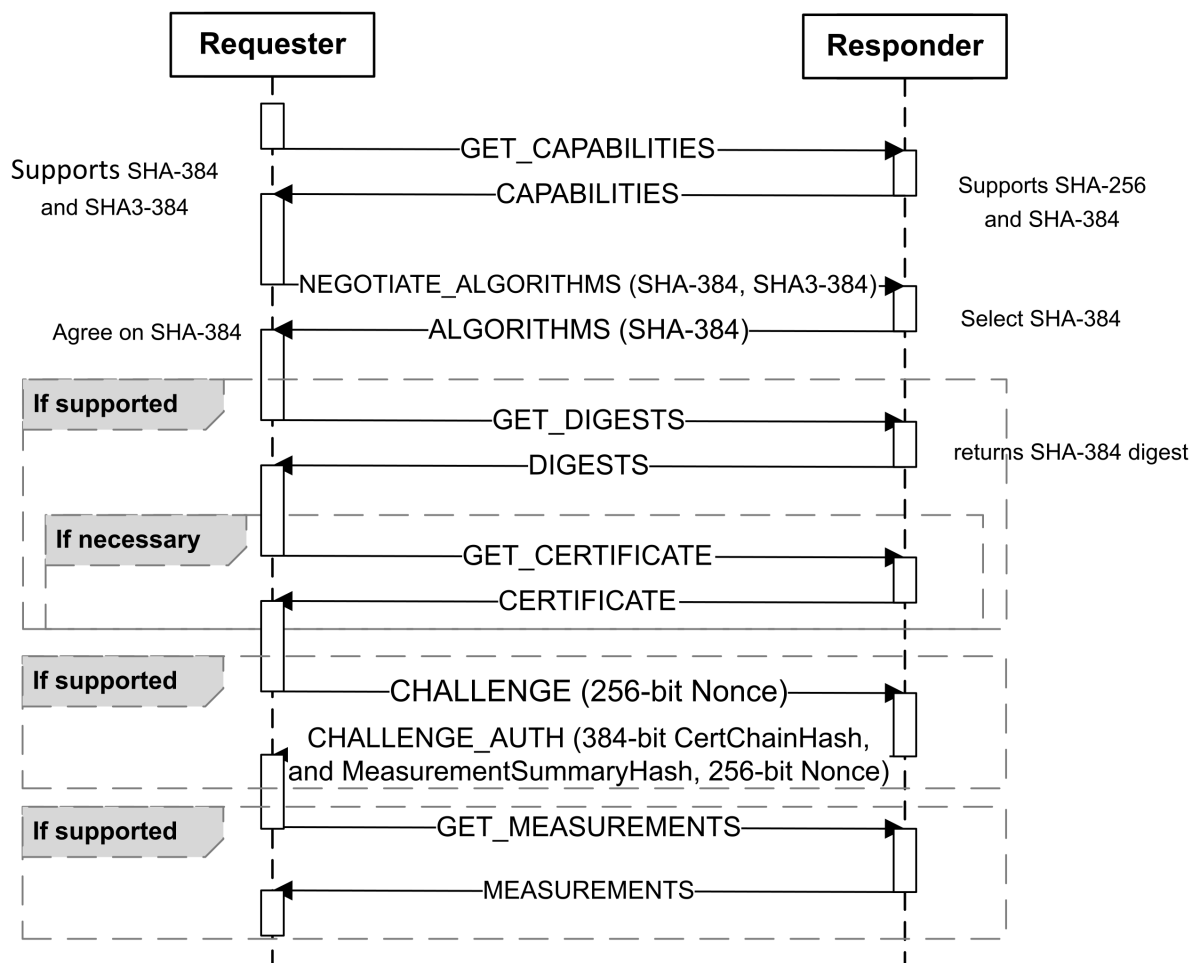 Requester
Responder
GET_CAPABILITIES
Supports SHA-384
and SHA3-384
CAPABILITIES
Supports SHA-256
and SHA-384
NEGOTIATE_ALGORITHMS (SHA-384, SHA3-384)
Agree on SHA-384
ALGORITHMS (SHA-384)
Select SHA-384
If supported
GET_DIGESTS
DIGESTS
returns SHA-384 digest
If necessary
GET_CERTIFICATE
CERTIFICATE
If supported
CHALLENGE (256-bit Nonce)
CHALLENGE_AUTH (384-bit CertChainHash,
and MeasurementSummaryHash, 256-bit Nonce)
If supported
GET_MEASUREMENTS
MEASUREMENTS